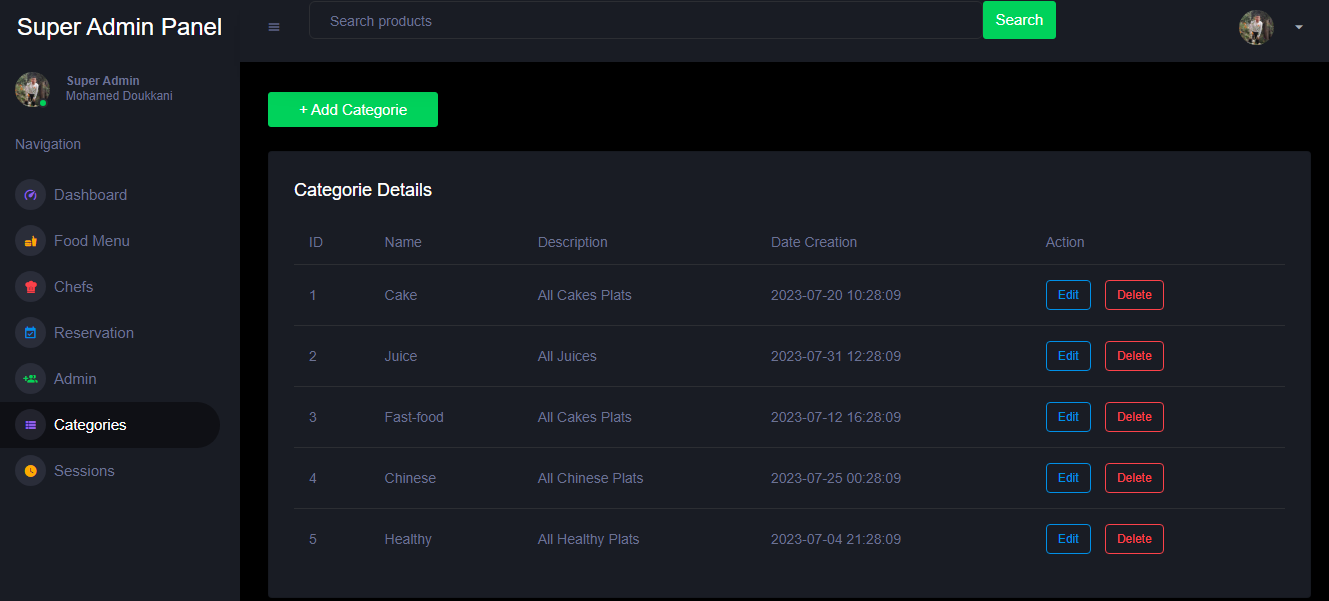 Super Admin Panel
Search products
Search
Super Admin
Mohamed Doukkani
Navigation
Dashboard
Food Menu
Chefs
Reservation
Admin
Categories
Sessions
+ Add Categorie
Categorie Details
ID Name Description Date Creation Action
1 Cake All Cakes Plats 2023-07-20 10:28:09 Edit Delete
2 Juice All Juices 2023-07-31 12:28:09 Edit Delete
3 Fast-food All Cakes Plats 2023-07-12 16:28:09 Edit Delete
4 Chinese All Chinese Plats 2023-07-25 00:28:09 Edit Delete
5 Healthy All Healthy Plats 2023-07-04 21:28:09 Edit Delete